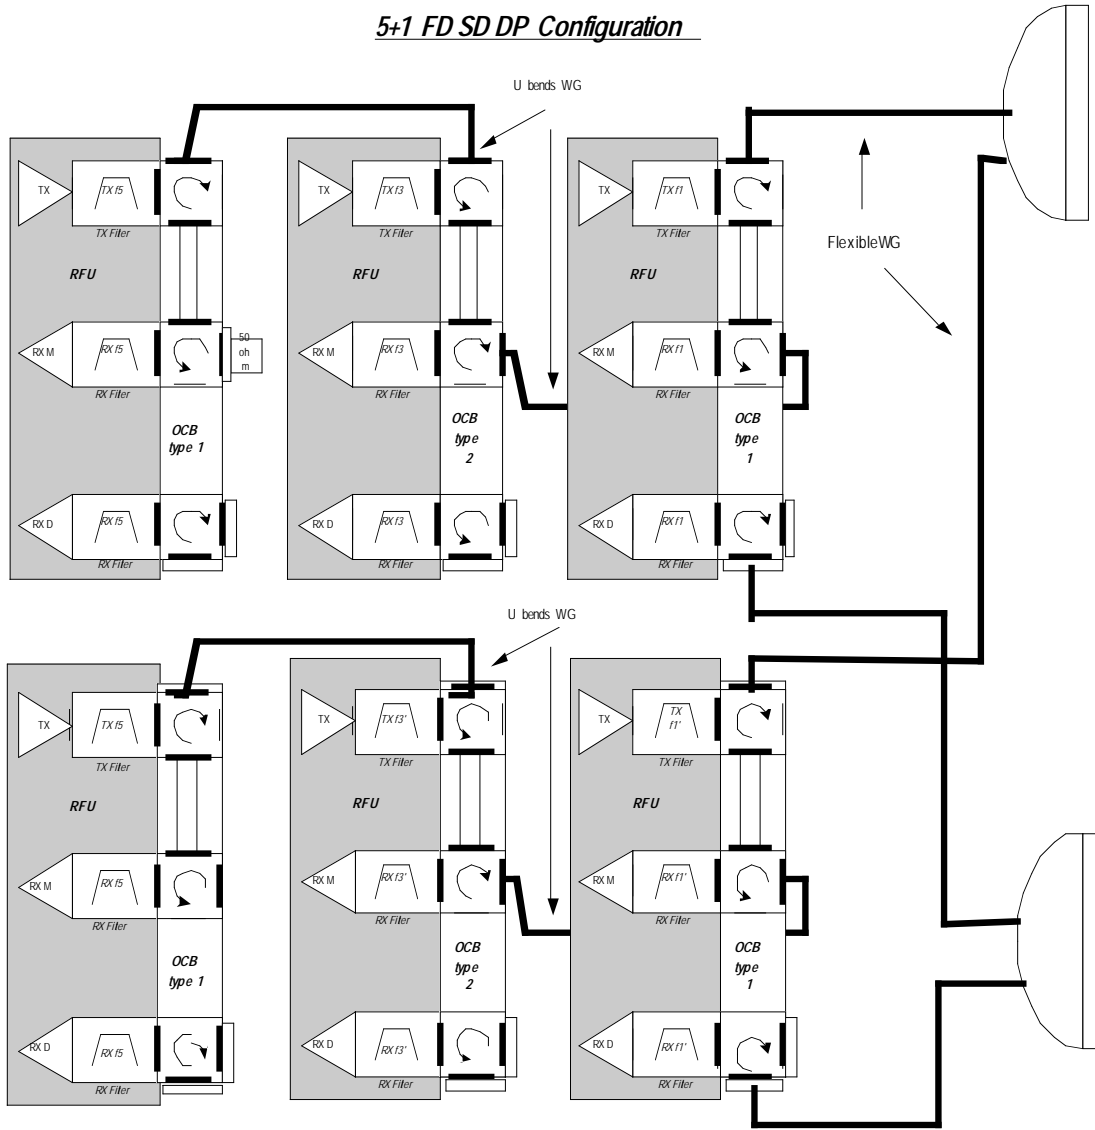 5+1 FD SD DP Configuration
U bends WG
TX
TX f5
TX Filter
RFU
RX M
RX f5
RX Filter
50
oh
m
OCB
type 1
RX D
RX f5
RX Filter
TX
TX f3
TX Filter
RFU
RX M
RX f3
RX Filter
OCB
type
2
RX D
RX f3
RX Filter
TX
TX f1
TX Filter
RFU
RX M
RX f1
RX Filter
OCB
type
1
RX D
RX f1
RX Filter
FlexibleWG
U bends WG
TX
TX f5
TX Filter
RFU
RX M
RX f5
RX Filter
OCB
type 1
RX D
RX f5
RX Filter
TX
TX f3'
TX Filter
RFU
RX M
RX f3'
RX Filter
OCB
type
2
RX D
RX f3'
RX Filter
TX
TX
f1'
TX Filter
RFU
RX M
RX f1'
RX Filter
OCB
type
1
RX D
RX f1'
RX Filter